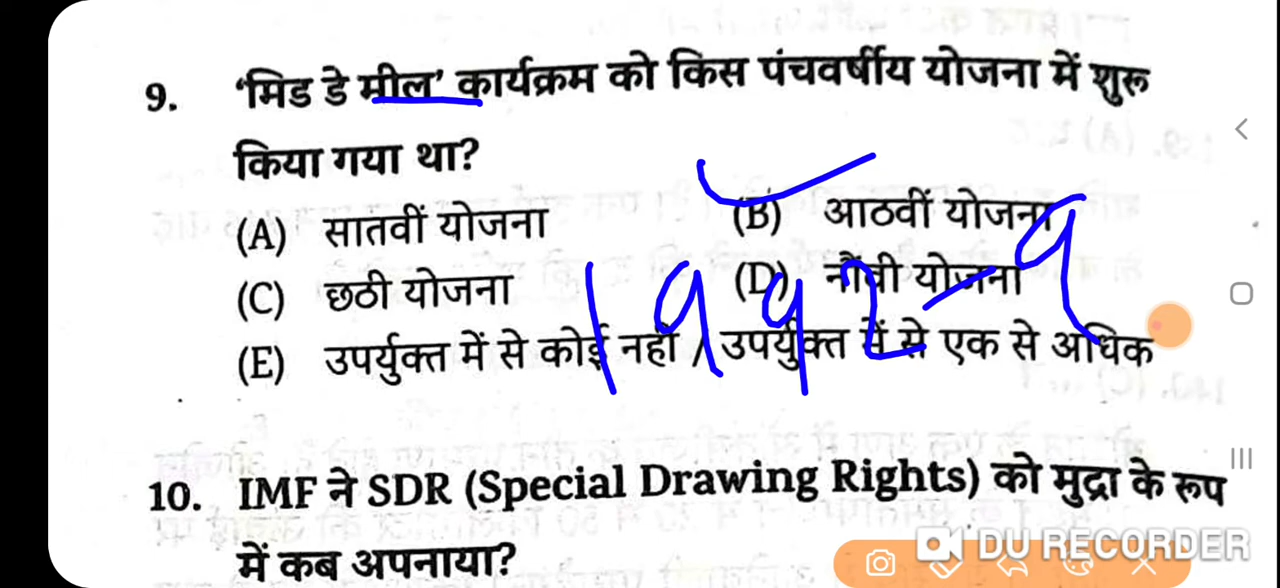 9. 'मिड डे मील' कार्यक्रम को किस पंचवर्षीय योजना में शुरू
किया गया था?
(A) सातवीं योजना (B) आठवीं योजना
(C) छठी योजना (D) नौंवी योजना
(E) उपर्युक्त में से कोई नहीं / उपर्युक्त में से एक से अधिक
1992-9
10. IMF ने SDR (Special Drawing Rights) को मुद्रा के रूप
में कब अपनाया?
DU RECORDER